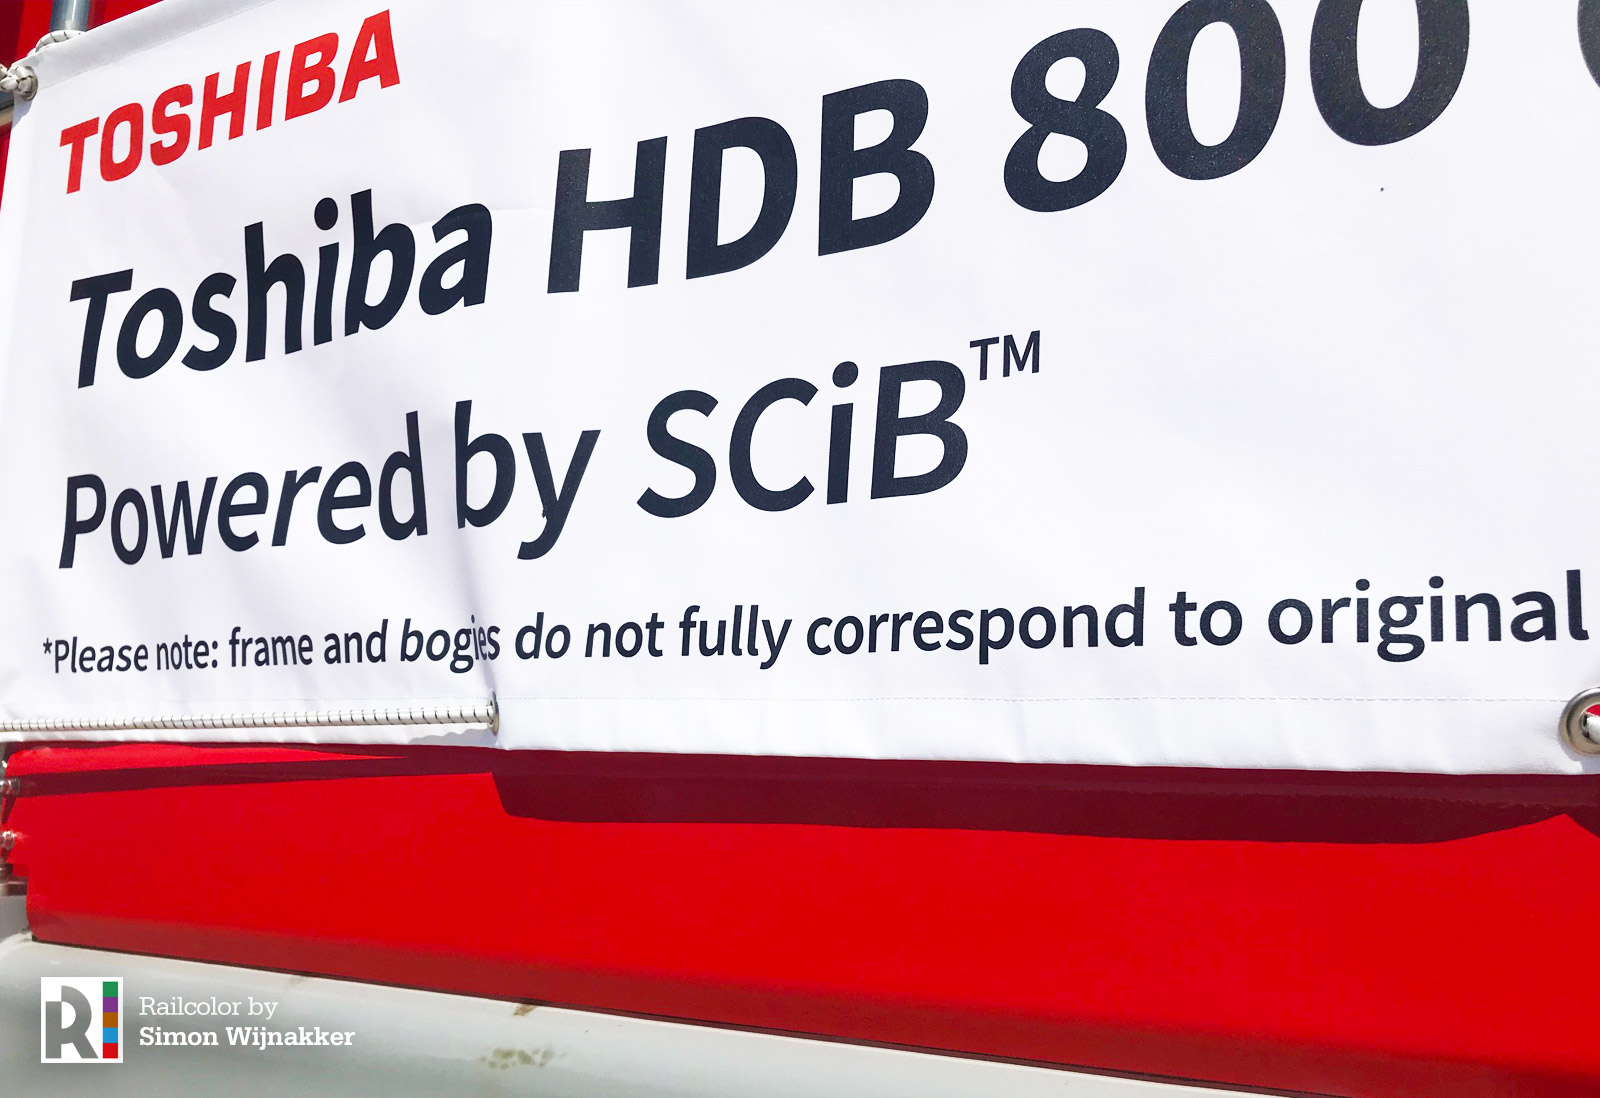 TOSHIBA
Toshiba HDB 800
Powered by SCiB™
*Please note: frame and bogies do not fully correspond to original
Railcolor by
Simon Wijnakker